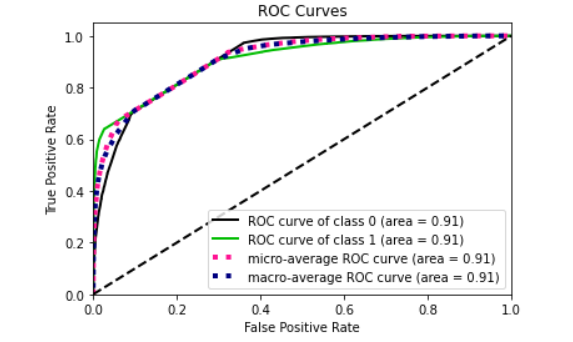 ROC Curves
True Positive Rate
1.0
0.8
0.6
0.4
0.2
0.0
ROC curve of class 0 (area = 0.91)
ROC curve of class 1 (area = 0.91)
micro-average ROC curve (area = 0.91)
macro-average ROC curve (area = 0.91)
0.0 0.2 0.4 0.6 0.8 1.0
False Positive Rate